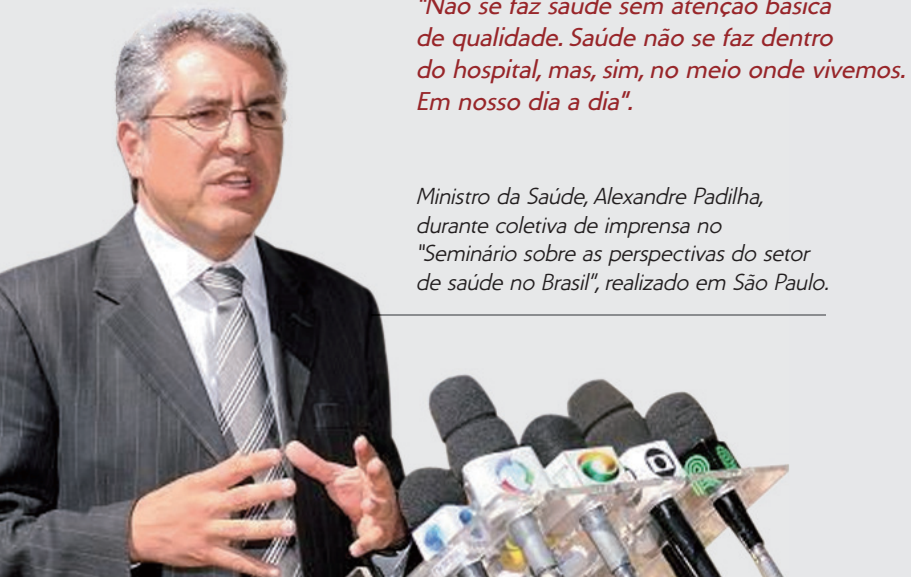 "Não se faz saúde sem atenção básica
de qualidade. Saúde não se faz dentro
do hospital, mas, sim, no meio onde vivemos.
Em nosso dia a dia".
Ministro da Saúde, Alexandre Padilha,
durante coletiva de imprensa no
"Seminário sobre as perspectivas do setor
de saúde no Brasil", realizado em São Paulo.